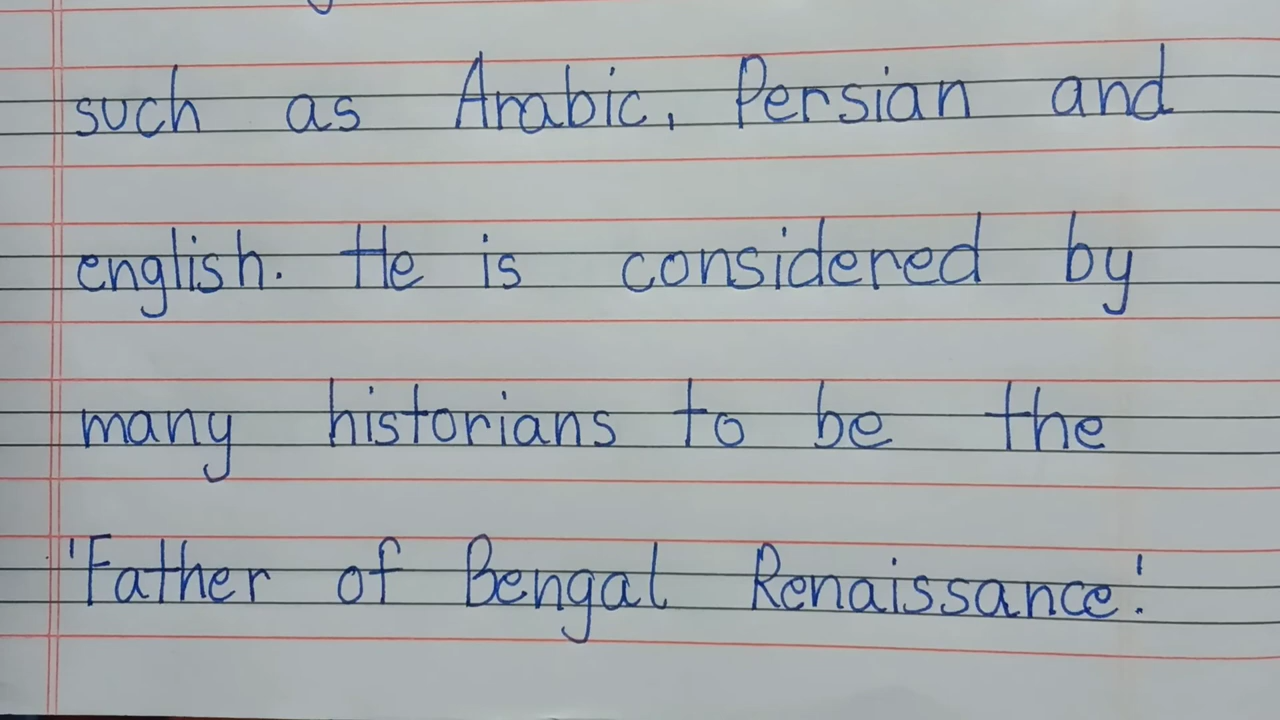 such as Arabic, Persian and
english. He is considered by
many historians to be the
'Father of Bengal Renaissance.'